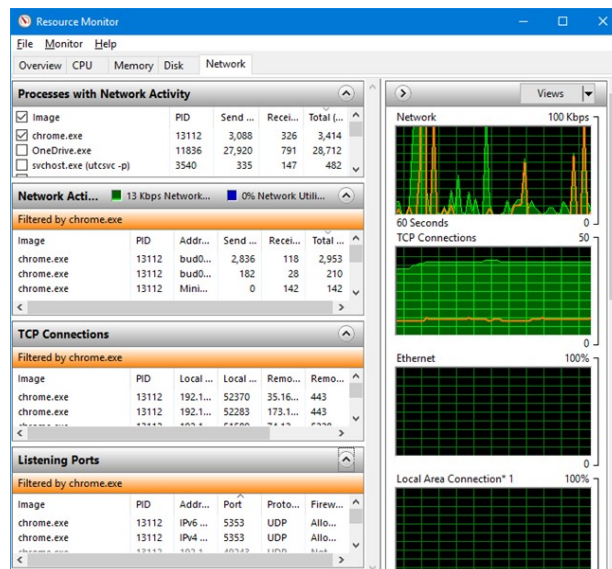 Resource Monitor
File Monitor Help
Overview CPU Memory Disk Network
Processes with Network Activity
Image PID Send ... Recei... Total (...
chrome.exe 13112 3,088 326 3,414
OneDrive.exe 11836 27,920 791 28,712
svchost.exe (utcsvc -p) 3540 335 147 482
Network Acti... 13 Kbps Network... 0% Network Utili...
Filtered by chrome.exe
Image PID Addr... Send ... Recei... Total ...
chrome.exe 13112 bud0... 2,836 118 2,953
chrome.exe 13112 bud0... 182 28 210
chrome.exe 13112 Mini... 0 142 142
TCP Connections
Filtered by chrome.exe
Image PID Local ... Local ... Remo... Remo...
chrome.exe 13112 192.1... 52370 35.16... 443
chrome.exe 13112 192.1... 52283 173.1... 443
Listening Ports
Filtered by chrome.exe
Image PID Addr... Port Proto... Firew...
chrome.exe 13112 IPv6 ... 5353 UDP Allo...
chrome.exe 13112 IPv4 ... 5353 UDP Allo...
Views
Network 100 Kbps
60 Seconds 0
TCP Connections 50
0
Ethernet 100%
0
Local Area Connection* 1 100%